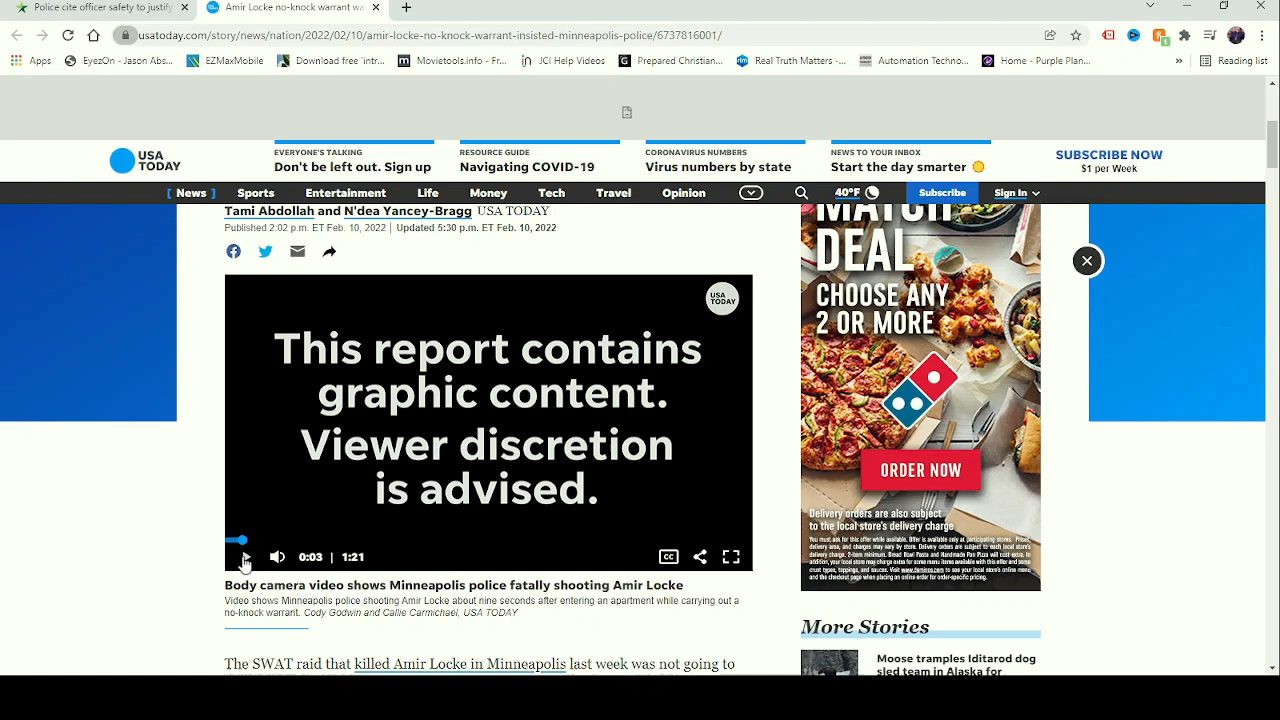 Police cite officer safety to justify
Amir Locke no-knock warrant wa
usatoday.com/story/news/nation/2022/02/10/amir-locke-no-knock-warrant-insisted-minneapolis-police/6737816001/
Apps
EyezOn - Jason Abs...
EZMaxMobile
Download free 'intr...
Movietools.info - Fr...
JCI Help Videos
Prepared Christian...
Real Truth Matters -...
Automation Techno...
Home - Purple Plan...
»
Reading list
USA
TODAY
EVERYONE'S TALKING
Don't be left out. Sign up
RESOURCE GUIDE
Navigating COVID-19
CORONAVIRUS NUMBERS
Virus numbers by state
NEWS TO YOUR INBOX
Start the day smarter
SUBSCRIBE NOW
$1 per Week
[ News ]
Sports
Entertainment
Life
Money
Tech
Travel
Opinion
40°F
Subscribe
Sign In
Tami Abdollah and N'dea Yancey-Bragg USA TODAY
Published 2:02 p.m. ET Feb. 10, 2022 | Updated 5:30 p.m. ET Feb. 10, 2022
USA
TODAY
This report contains
graphic content.
Viewer discretion
is advised.
0:03 | 1:21
CC
Body camera video shows Minneapolis police fatally shooting Amir Locke
Video shows Minneapolis police shooting Amir Locke about nine seconds after entering an apartment while carrying out a
no-knock warrant. Cody Godwin and Callie Carmichael, USA TODAY
The SWAT raid that killed Amir Locke in Minneapolis last week was not going to
MATCH
DEAL
CHOOSE ANY
2 OR MORE
ORDER NOW
Delivery orders are also subject
to the local store's delivery charge
More Stories
Moose tramples Iditarod dog
sled team in Alaska for